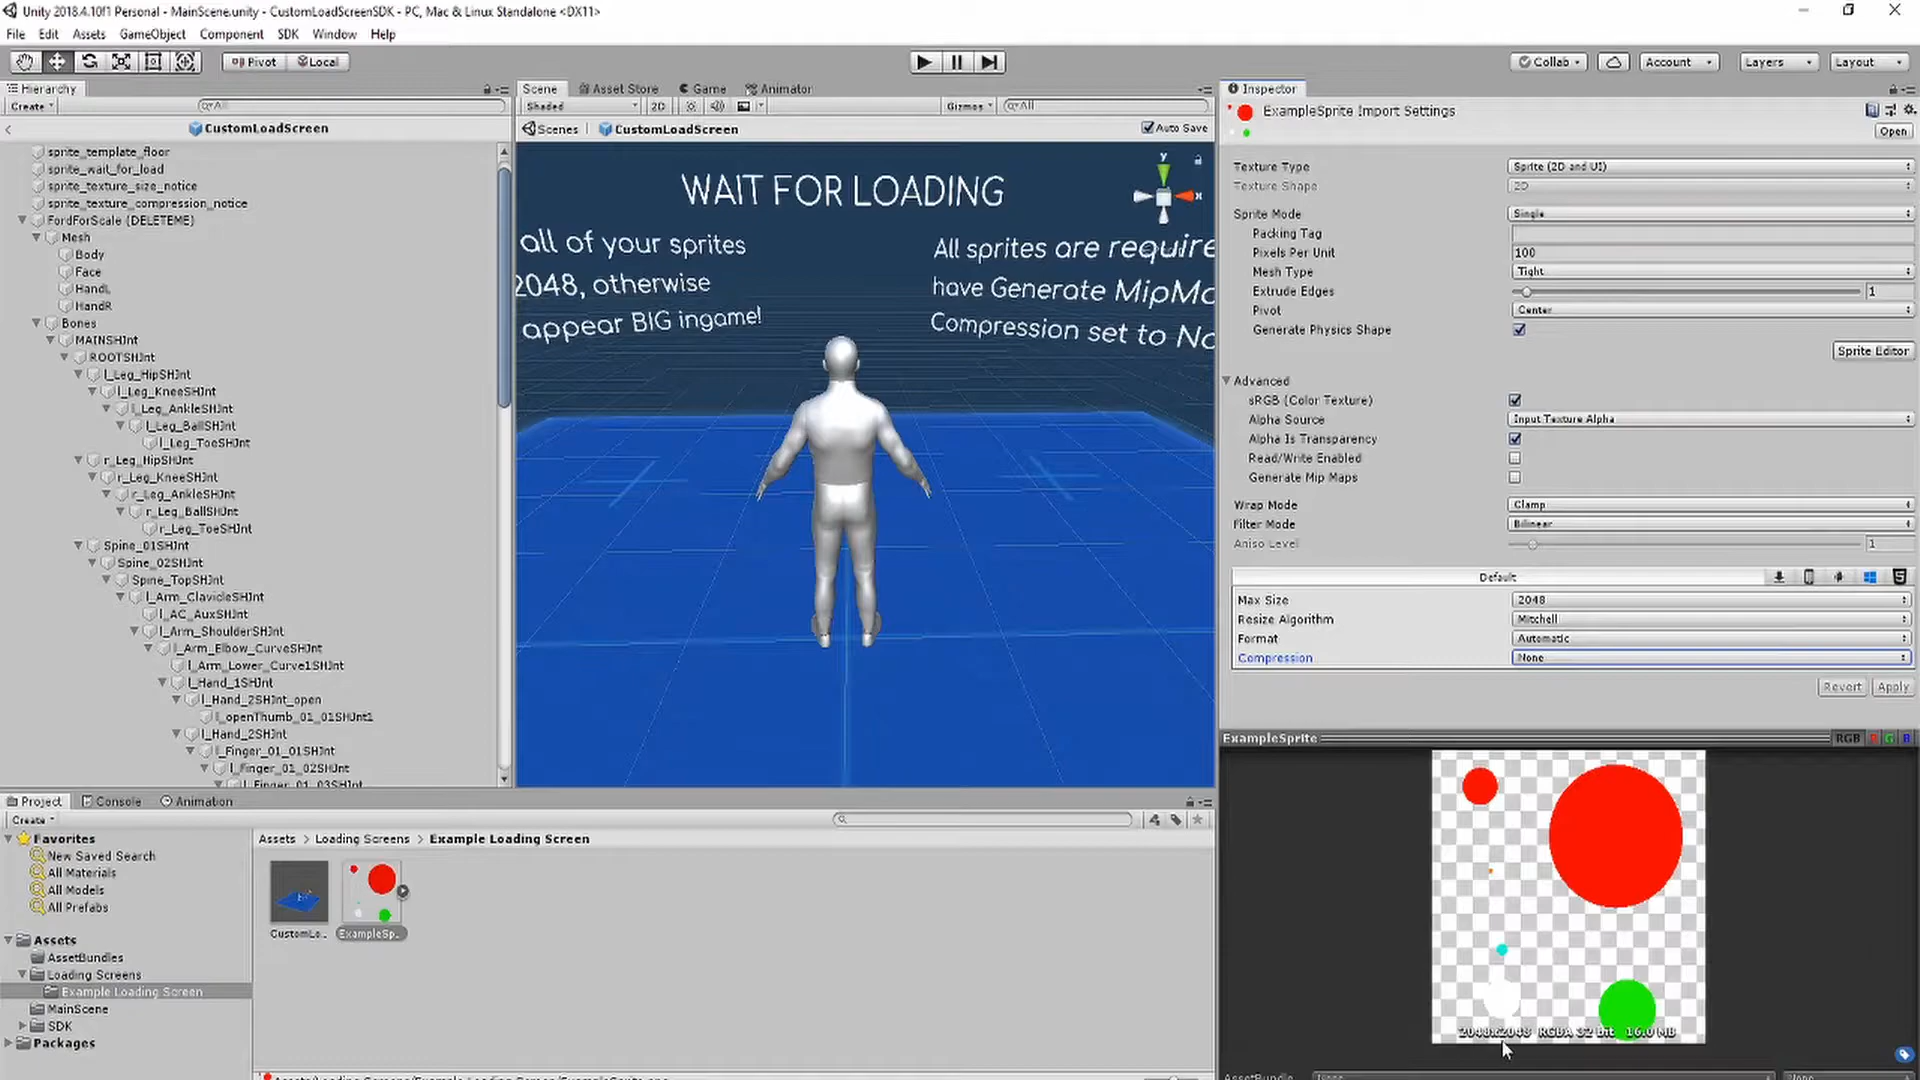 Unity 2018.4.10f1 Personal - MainScene.unity - CustomLoadScreenSDK - PC, Mac & Linux Standalone <DX11>
File Edit Assets GameObject Component SDK Window Help
Pivot Local Collab Account Layers Layout
Hierarchy
Create All
CustomLoadScreen
sprite_template_floor
sprite_wait_for_load
sprite_texture_size_notice
sprite_texture_compression_notice
FordForScale (DELETEME)
Mesh
Body
Face
HandL
HandR
Bones
MAINSHJnt
ROOTSHJnt
l_Leg_HipSHJnt
l_Leg_KneeSHJnt
l_Leg_AnkleSHJnt
l_Leg_BallSHJnt
l_Leg_ToeSHJnt
r_Leg_HipSHJnt
r_Leg_KneeSHJnt
r_Leg_AnkleSHJnt
r_Leg_BallSHJnt
r_Leg_ToeSHJnt
Spine_01SHJnt
Spine_02SHJnt
Spine_TopSHJnt
l_Arm_ClavicleSHJnt
l_AC_AuxSHJnt
l_Arm_ShoulderSHJnt
l_Arm_Elbow_CurveSHJnt
l_Arm_Lower_Curve1SHJnt
l_Hand_1SHJnt
l_Hand_2SHJnt_open
l_openThumb_01_01SHJnt1
l_Hand_2SHJnt
l_Finger_01_01SHJnt
l_Finger_01_02SHJnt
l_Finger_01_03SHJnt
Scene Asset Store Game Animator
Shaded 2D Gizmos All
Scenes CustomLoadScreen Auto Save
y
x
WAIT FOR LOADING
all of your sprites
2048, otherwise
appear BIG ingame!
All sprites are require
have Generate MipMa
Compression set to No
Inspector
ExampleSprite Import Settings
Open
Texture Type Sprite (2D and UI)
Texture Shape 2D
Sprite Mode Single
Packing Tag
Pixels Per Unit 100
Mesh Type Tight
Extrude Edges 1
Pivot Center
Generate Physics Shape
Sprite Editor
Advanced
sRGB (Color Texture)
Alpha Source Input Texture Alpha
Alpha Is Transparency
Read/Write Enabled
Generate Mip Maps
Wrap Mode Clamp
Filter Mode Bilinear
Aniso Level 1
Default
Max Size 2048
Resize Algorithm Mitchell
Format Automatic
Compression None
Revert Apply
ExampleSprite RGB R G B
2048x2048 RGBA 32 bit 16.0 MB
AssetBundle None None
Project Console Animation
Create
Favorites
New Saved Search
All Materials
All Models
All Prefabs
Assets
AssetBundles
Loading Screens
Example Loading Screen
MainScene
SDK
Packages
Assets > Loading Screens > Example Loading Screen
CustomLo... ExampleSp...